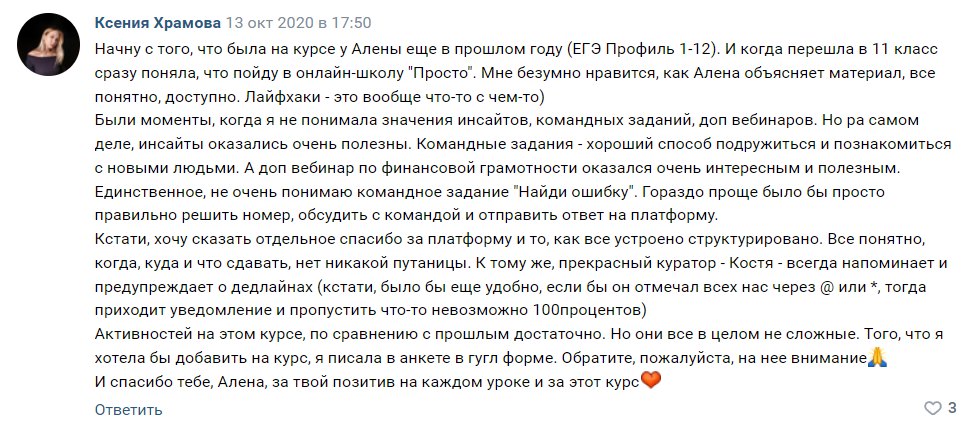 Ксения Храмова 13 окт 2020 в 17:50
Начну с того, что была на курсе у Алены еще в прошлом году (ЕГЭ Профиль 1-12). И когда перешла в 11 класс
сразу поняла, что пойду в онлайн-школу "Просто". Мне безумно нравится, как Алена объясняет материал, все
понятно, доступно. Лайфхаки - это вообще что-то с чем-то)
Были моменты, когда я не понимала значения инсайтов, командных заданий, доп вебинаров. Но ра самом
деле, инсайты оказались очень полезны. Командные задания - хороший способ подружиться и познакомиться
с новыми людьми. А доп вебинар по финансовой грамотности оказался очень интересным и полезным.
Единственное, не очень понимаю командное задание "Найди ошибку". Гораздо проще было бы просто
правильно решить номер, обсудить с командой и отправить ответ на платформу.
Кстати, хочу сказать отдельное спасибо за платформу и то, как все устроено структурировано. Все понятно,
когда, куда и что сдавать, нет никакой путаницы. К тому же, прекрасный куратор - Костя - всегда напоминает и
предупреждает о дедлайнах (кстати, было бы еще удобно, если бы он отмечал всех нас через @ или *, тогда
приходит уведомление и пропустить что-то невозможно 100процентов)
Активностей на этом курсе, по сравнению с прошлым достаточно. Но они все в целом не сложные. Того, что я
хотела бы добавить на курс, я писала в анкете в гугл форме. Обратите, пожалуйста, на нее внимание🙏
И спасибо тебе, Алена, за твой позитив на каждом уроке и за этот курс❤
Ответить 3